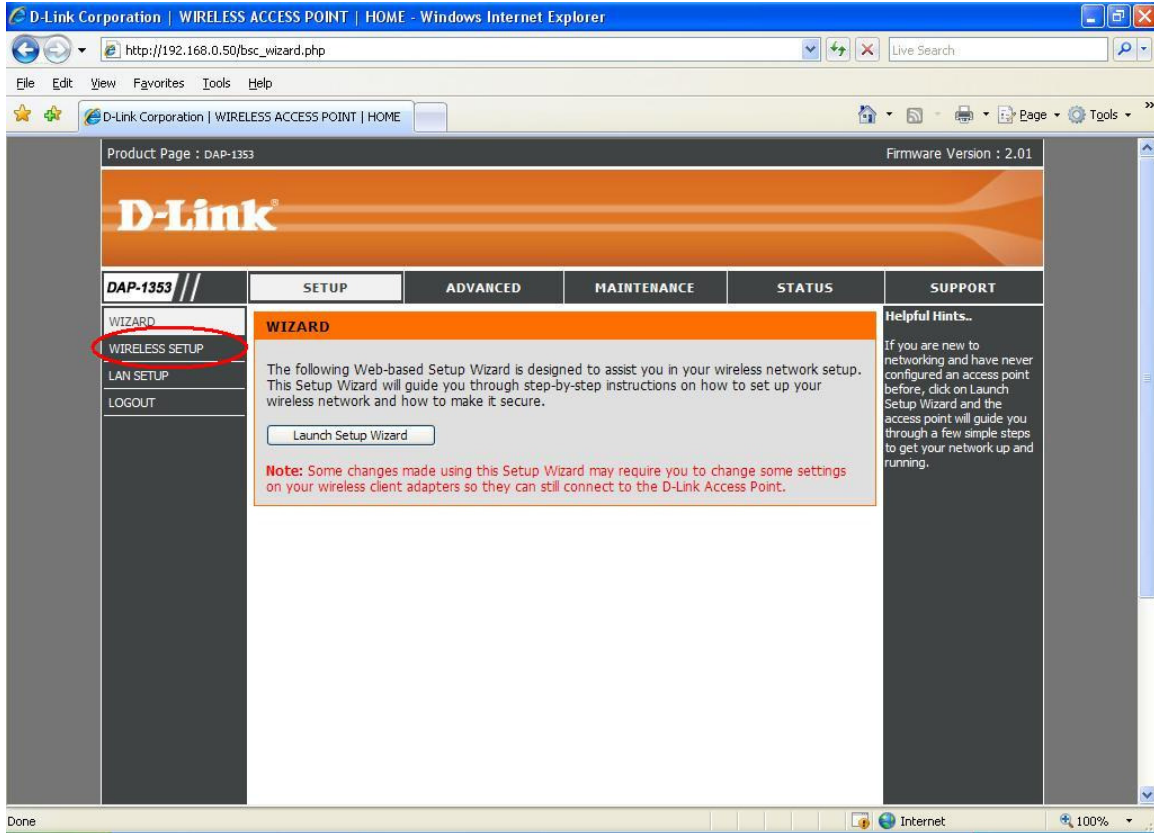 D-Link Corporation | WIRELESS ACCESS POINT | HOME - Windows Internet Explorer
http://192.168.0.50/bsc_wizard.php
Live Search
File Edit View Favorites Tools Help
D-Link Corporation | WIRELESS ACCESS POINT | HOME
Page
Tools
Product Page : DAP-1353
Firmware Version : 2.01
D-Link®
DAP-1353
SETUP
ADVANCED
MAINTENANCE
STATUS
SUPPORT
WIZARD
WIRELESS SETUP
LAN SETUP
LOGOUT
WIZARD
The following Web-based Setup Wizard is designed to assist you in your wireless network setup.
This Setup Wizard will guide you through step-by-step instructions on how to set up your
wireless network and how to make it secure.
Launch Setup Wizard
Note: Some changes made using this Setup Wizard may require you to change some settings
on your wireless client adapters so they can still connect to the D-Link Access Point.
Helpful Hints..
If you are new to
networking and have never
configured an access point
before, click on Launch
Setup Wizard and the
access point will guide you
through a few simple steps
to get your network up and
running.
Done
Internet
100%